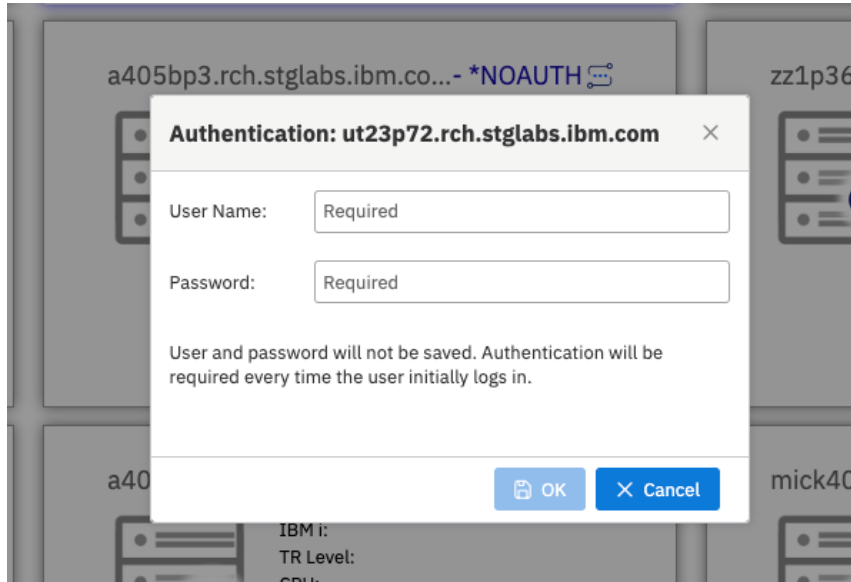 a405bp3.rch.stglabs.ibm.co...- *NOAUTH
zz1p36
Authentication: ut23p72.rch.stglabs.ibm.com
User Name:
Required
Password:
Required
User and password will not be saved. Authentication will be
required every time the user initially logs in.
OK
Cancel
a40
mick40
IBM i:
TR Level:
CPU: